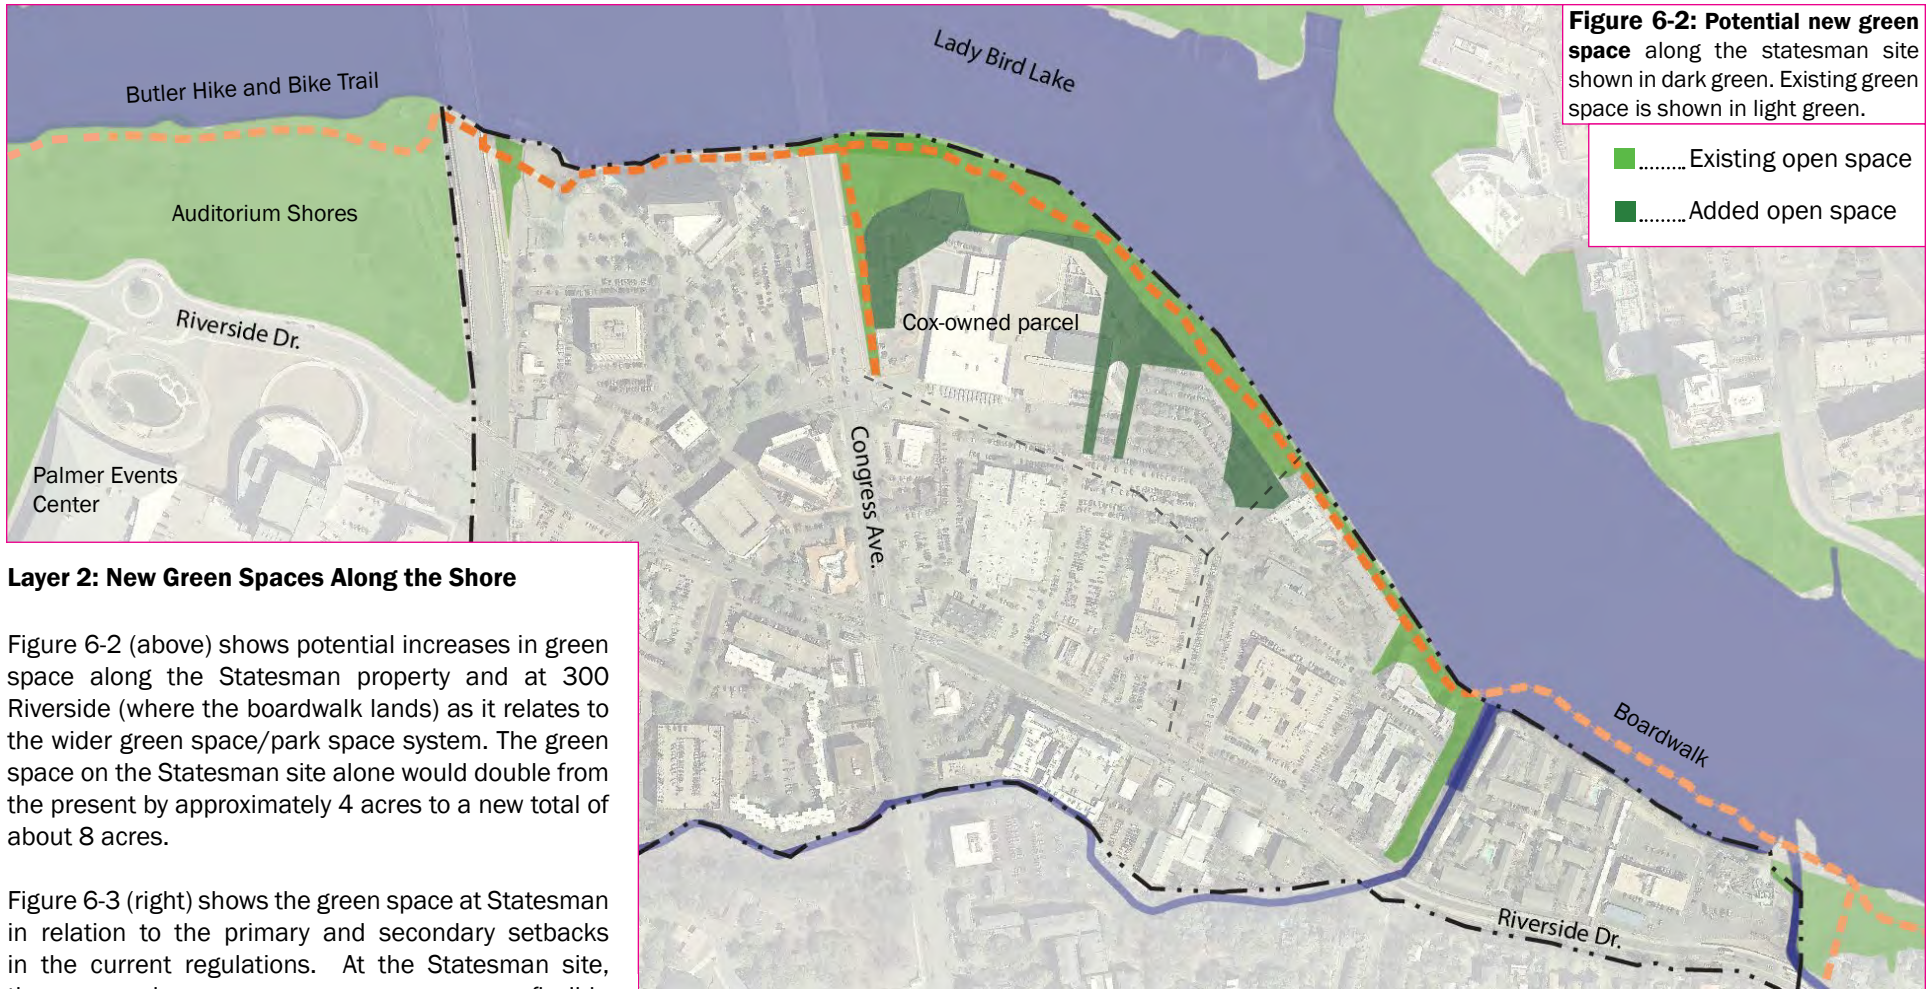 Figure 6-2: Potential new green
space along the statesman site
shown in dark green. Existing green
space is shown in light green.
Existing open space
Added open space
Lady Bird Lake
Butler Hike and Bike Trail
Auditorium Shores
Riverside Dr.
Cox-owned parcel
Palmer Events
Center
Congress Ave.
Boardwalk
Riverside Dr.
Layer 2: New Green Spaces Along the Shore
Figure 6-2 (above) shows potential increases in green
space along the Statesman property and at 300
Riverside (where the boardwalk lands) as it relates to
the wider green space/park space system. The green
space on the Statesman site alone would double from
the present by approximately 4 acres to a new total of
about 8 acres.
Figure 6-3 (right) shows the green space at Statesman
in relation to the primary and secondary setbacks
in the current regulations. At the Statesman site,